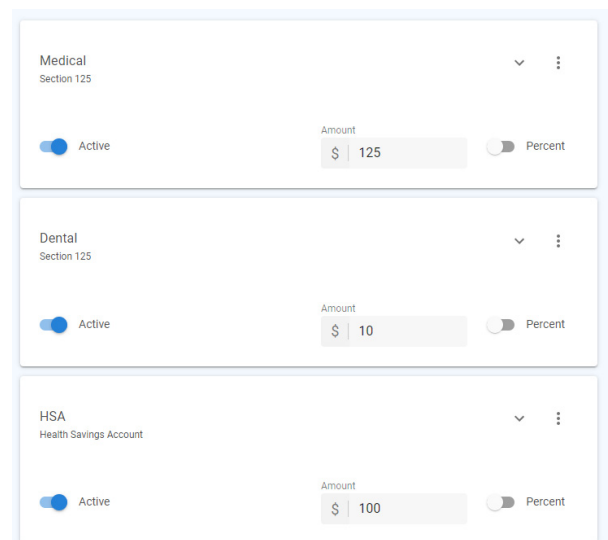 Medical
Section 125
Active
Amount
$ 125
Percent
Dental
Section 125
Active
Amount
$ 10
Percent
HSA
Health Savings Account
Active
Amount
$ 100
Percent